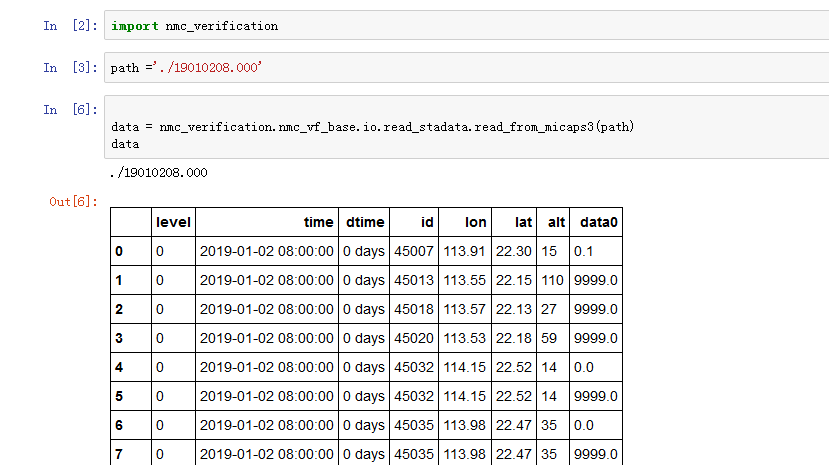 In [2]: import nmc_verification
In [3]: path ='./19010208.000'
In [6]:
data = nmc_verification.nmc_vf_base.io.read_stadata.read_from_micaps3(path)
data
./19010208.000
Out[6]:
level time dtime id lon lat alt data0
0 0 2019-01-02 08:00:00 0 days 45007 113.91 22.30 15 0.1
1 0 2019-01-02 08:00:00 0 days 45013 113.55 22.15 110 9999.0
2 0 2019-01-02 08:00:00 0 days 45018 113.57 22.13 27 9999.0
3 0 2019-01-02 08:00:00 0 days 45020 113.53 22.18 59 9999.0
4 0 2019-01-02 08:00:00 0 days 45032 114.15 22.52 14 0.0
5 0 2019-01-02 08:00:00 0 days 45032 114.15 22.52 14 9999.0
6 0 2019-01-02 08:00:00 0 days 45035 113.98 22.47 35 0.0
7 0 2019-01-02 08:00:00 0 days 45035 113.98 22.47 35 9999.0